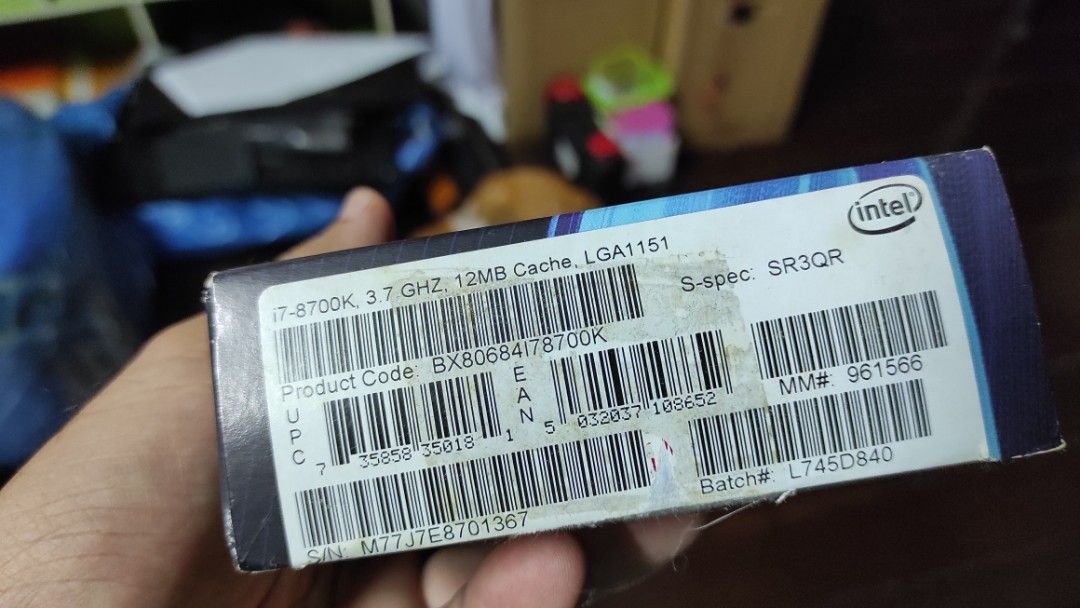 intel®
i7-8700K, 3.7 GHZ, 12MB Cache, LGA1151
S-spec: SR3QR
Product Code: BX80684I78700K
MM#: 961566
UPC 7 35858 35018 1
EAN 5 032037 108652
Batch#: L745D840
S/N: M77J7E8701367